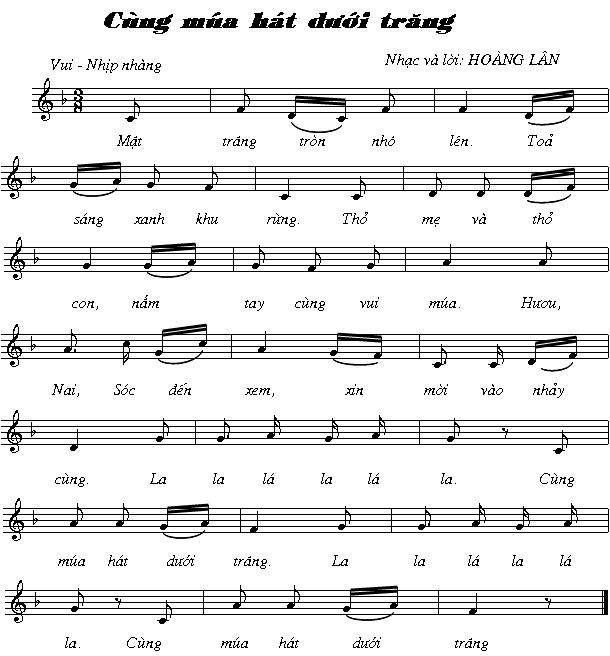 Cùng múa hát dưới trăng
Vui - Nhịp nhàng
Nhạc và lời: HOÀNG LÂN
3
8
Mặt trăng tròn nhô lên. Toả
sáng xanh khu rừng. Thỏ mẹ và thỏ
con, nắm tay cùng vui múa. Hươu,
Nai, Sóc đến xem, xin mời vào nhảy
cùng. La la lá la lá la. Cùng
múa hát dưới trăng. La la lá la lá
la. Cùng múa hát dưới trăng